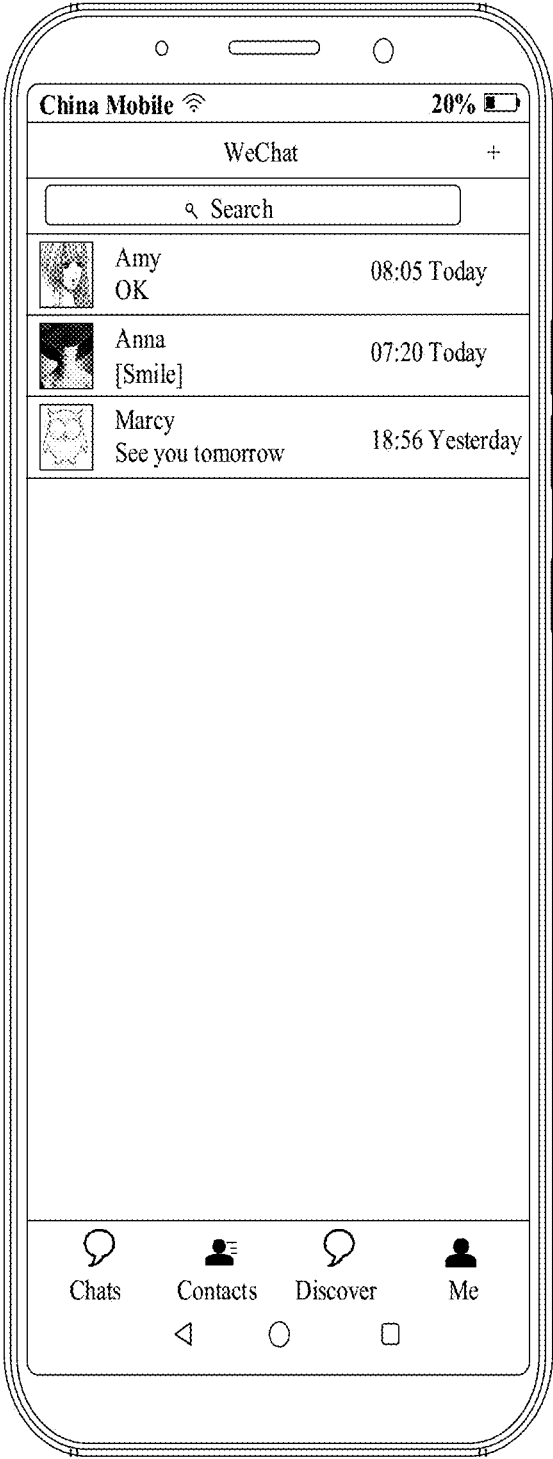 China Mobile 20%
WeChat +
Search
Amy
OK
08:05 Today
Anna
[Smile]
07:20 Today
Marcy
See you tomorrow
18:56 Yesterday
Chats Contacts Discover Me